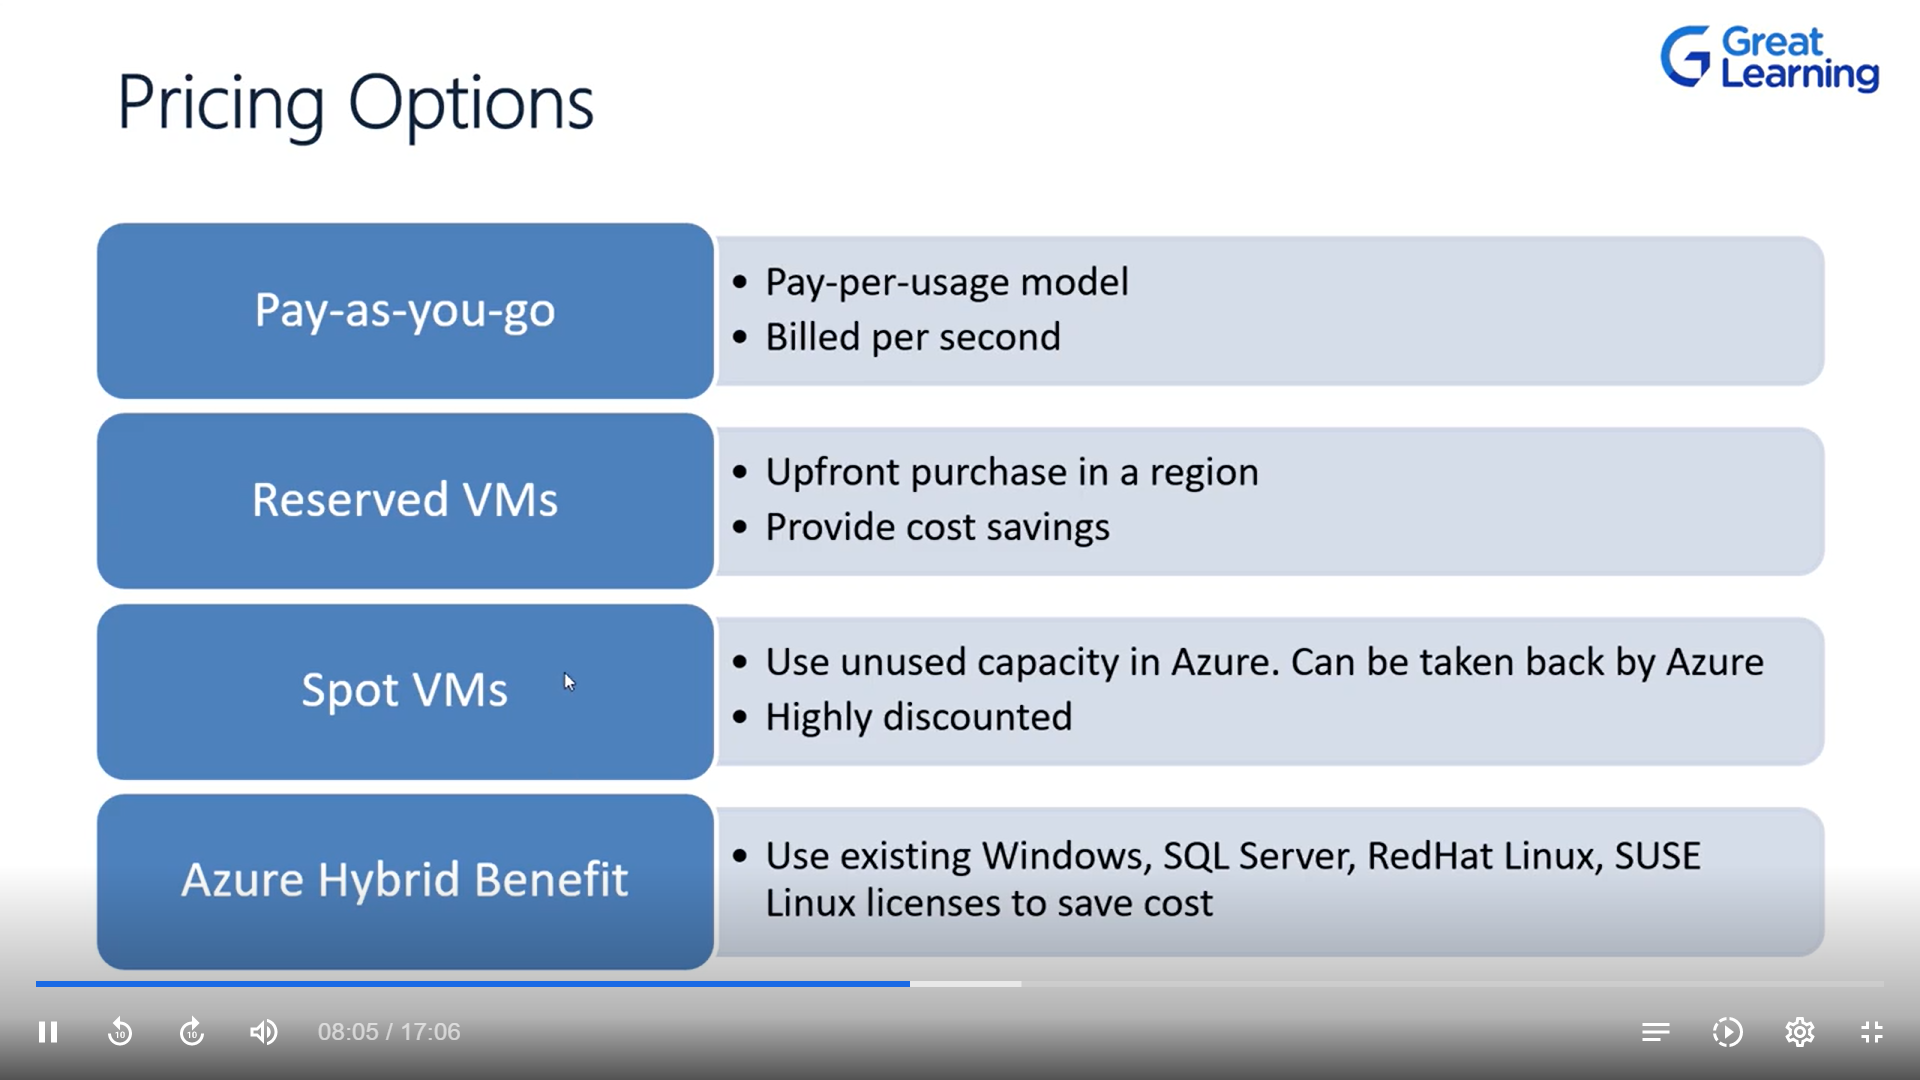 Great
Learning
Pricing Options
Pay-as-you-go
• Pay-per-usage model
• Billed per second
Reserved VMs
• Upfront purchase in a region
• Provide cost savings
Spot VMs
• Use unused capacity in Azure. Can be taken back by Azure
• Highly discounted
Azure Hybrid Benefit
• Use existing Windows, SQL Server, RedHat Linux, SUSE
Linux licenses to save cost
10
10
08:05 / 17:06